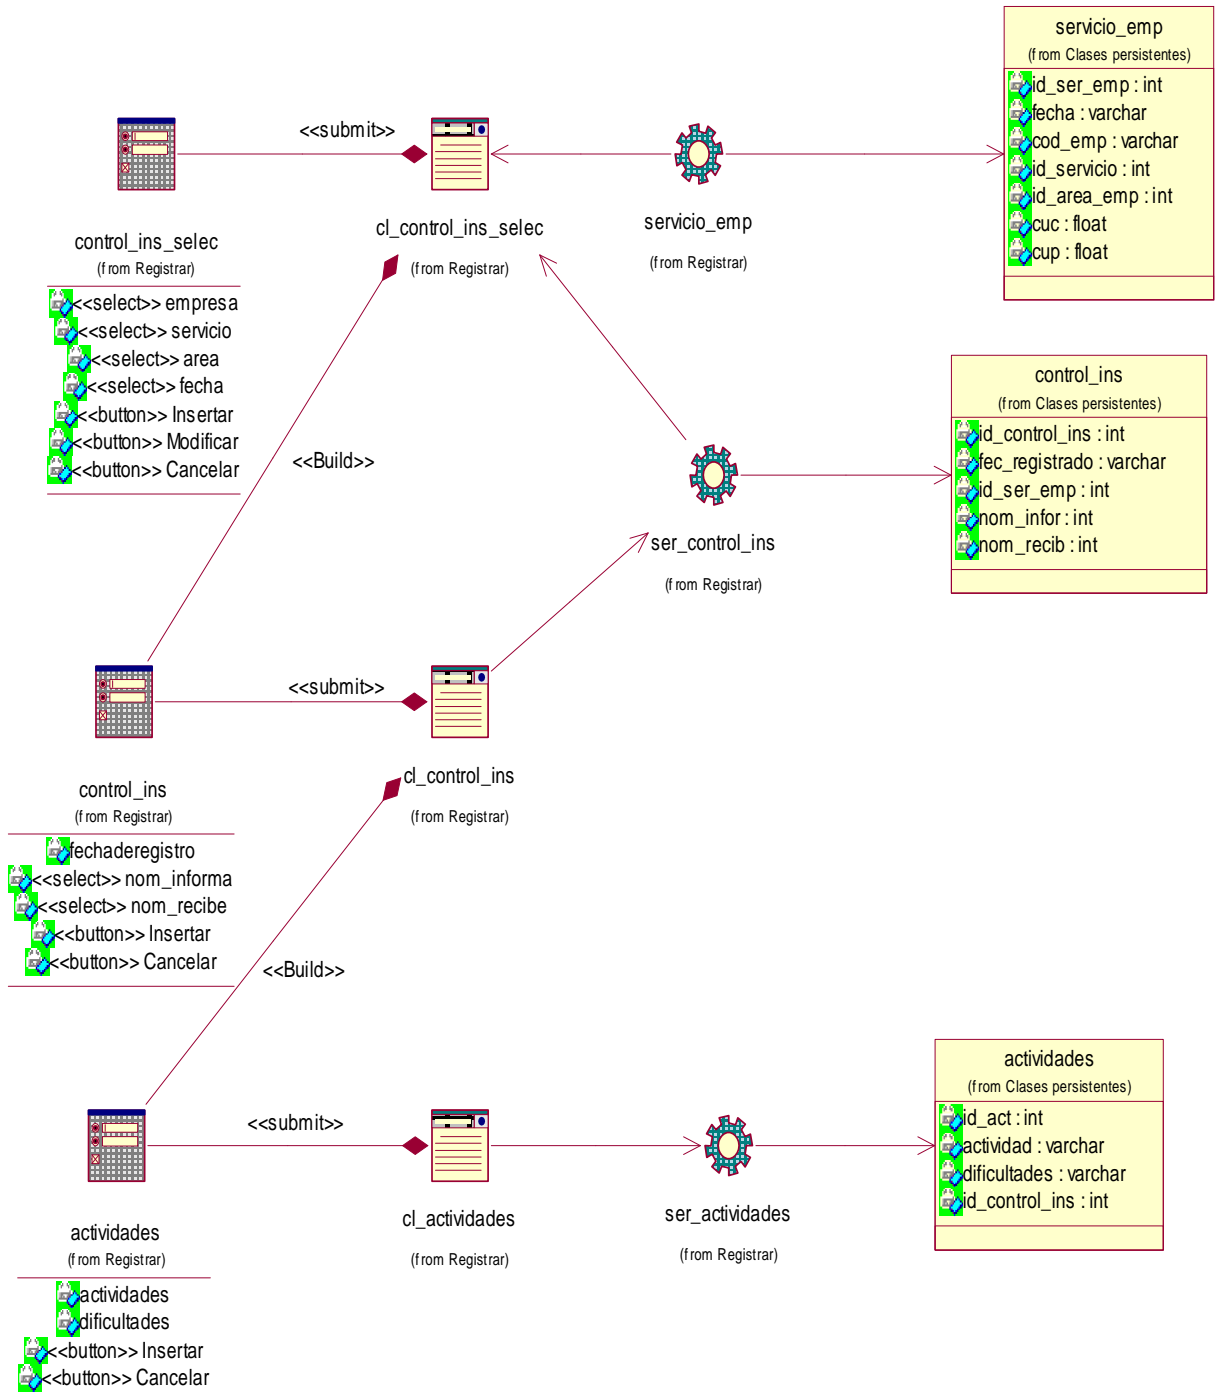 servicio_emp
(from Clases persistentes)
id_ser_emp : int
fecha : varchar
cod_emp : varchar
id_servicio : int
id_area_emp : int
cuc : float
cup : float
<<submit>>
control_ins_selec
(from Registrar)
<<select>> empresa
<<select>> servicio
<<select>> area
<<select>> fecha
<<button>> Insertar
<<button>> Modificar
<<button>> Cancelar
cl_control_ins_selec
(from Registrar)
servicio_emp
(from Registrar)
control_ins
(from Clases persistentes)
id_control_ins : int
fec_registrado : varchar
id_ser_emp : int
nom_infor : int
nom_recib : int
<<Build>>
ser_control_ins
(from Registrar)
<<submit>>
control_ins
(from Registrar)
fechaderegistro
<<select>> nom_informa
<<select>> nom_recibe
<<button>> Insertar
<<button>> Cancelar
cl_control_ins
(from Registrar)
<<Build>>
<<submit>>
actividades
(from Clases persistentes)
id_act : int
actividad : varchar
dificultades : varchar
id_control_ins : int
actividades
(from Registrar)
actividades
dificultades
<<button>> Insertar
<<button>> Cancelar
cl_actividades
(from Registrar)
ser_actividades
(from Registrar)